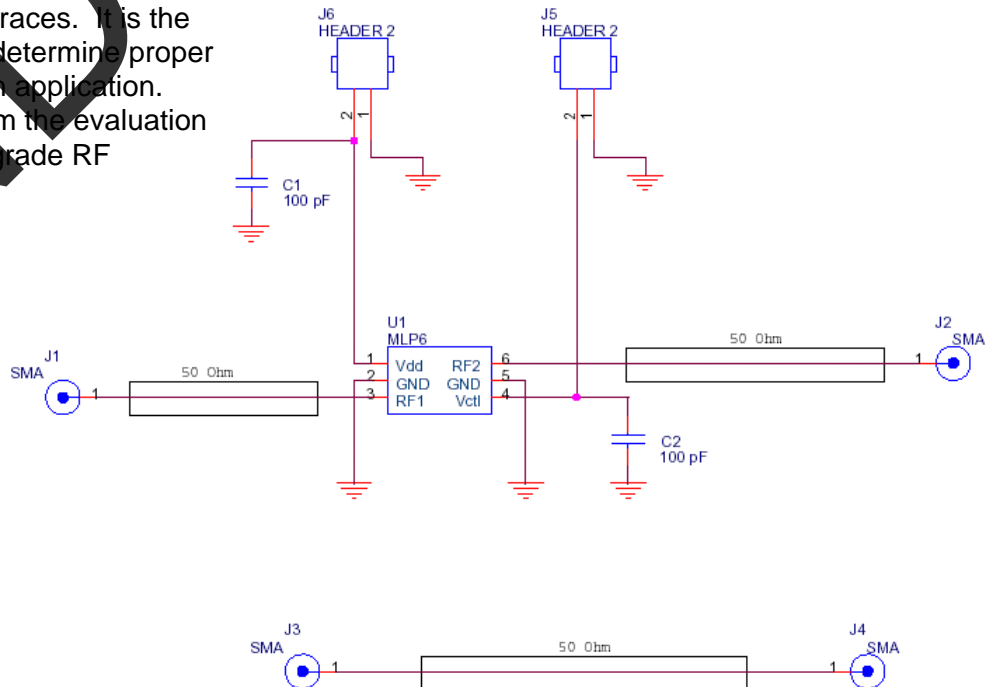 races. It is the
determine proper
application.
m the evaluation
grade RF
J6
HEADER 2
2
1
J5
HEADER 2
2
1
C1
100 pF
U1
MLP6
1
Vdd
RF2
6
2
GND
GND
5
3
RF1
Vctl
4
J1
SMA
1
50 Ohm
50 Ohm
1
J2
SMA
C2
100 pF
J3
SMA
1
50 Ohm
1
J4
SMA